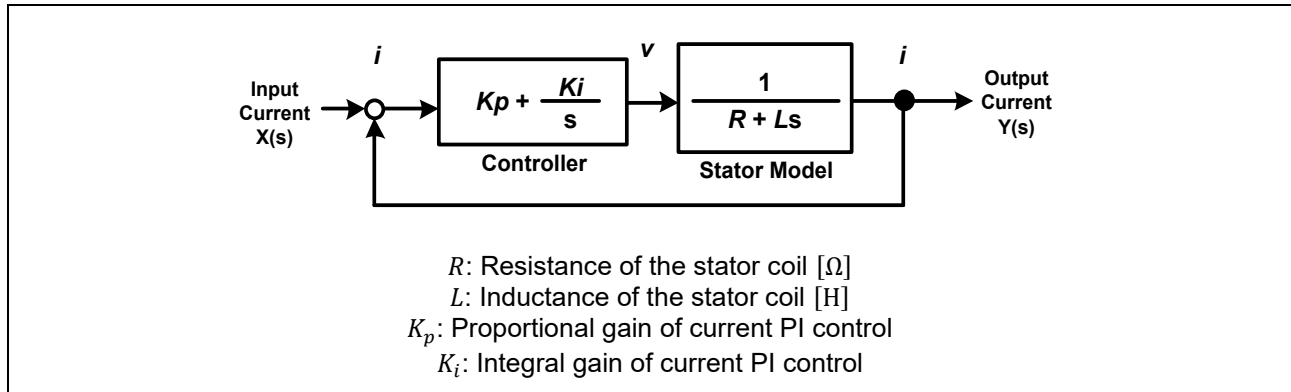 i
v
i
Input
Current
X(s)
Kp + Ki
s
1
R + Ls
Output
Current
Y(s)
Controller
Stator Model
R: Resistance of the stator coil [Ω]
L: Inductance of the stator coil [H]
Kp: Proportional gain of current PI control
Ki: Integral gain of current PI control